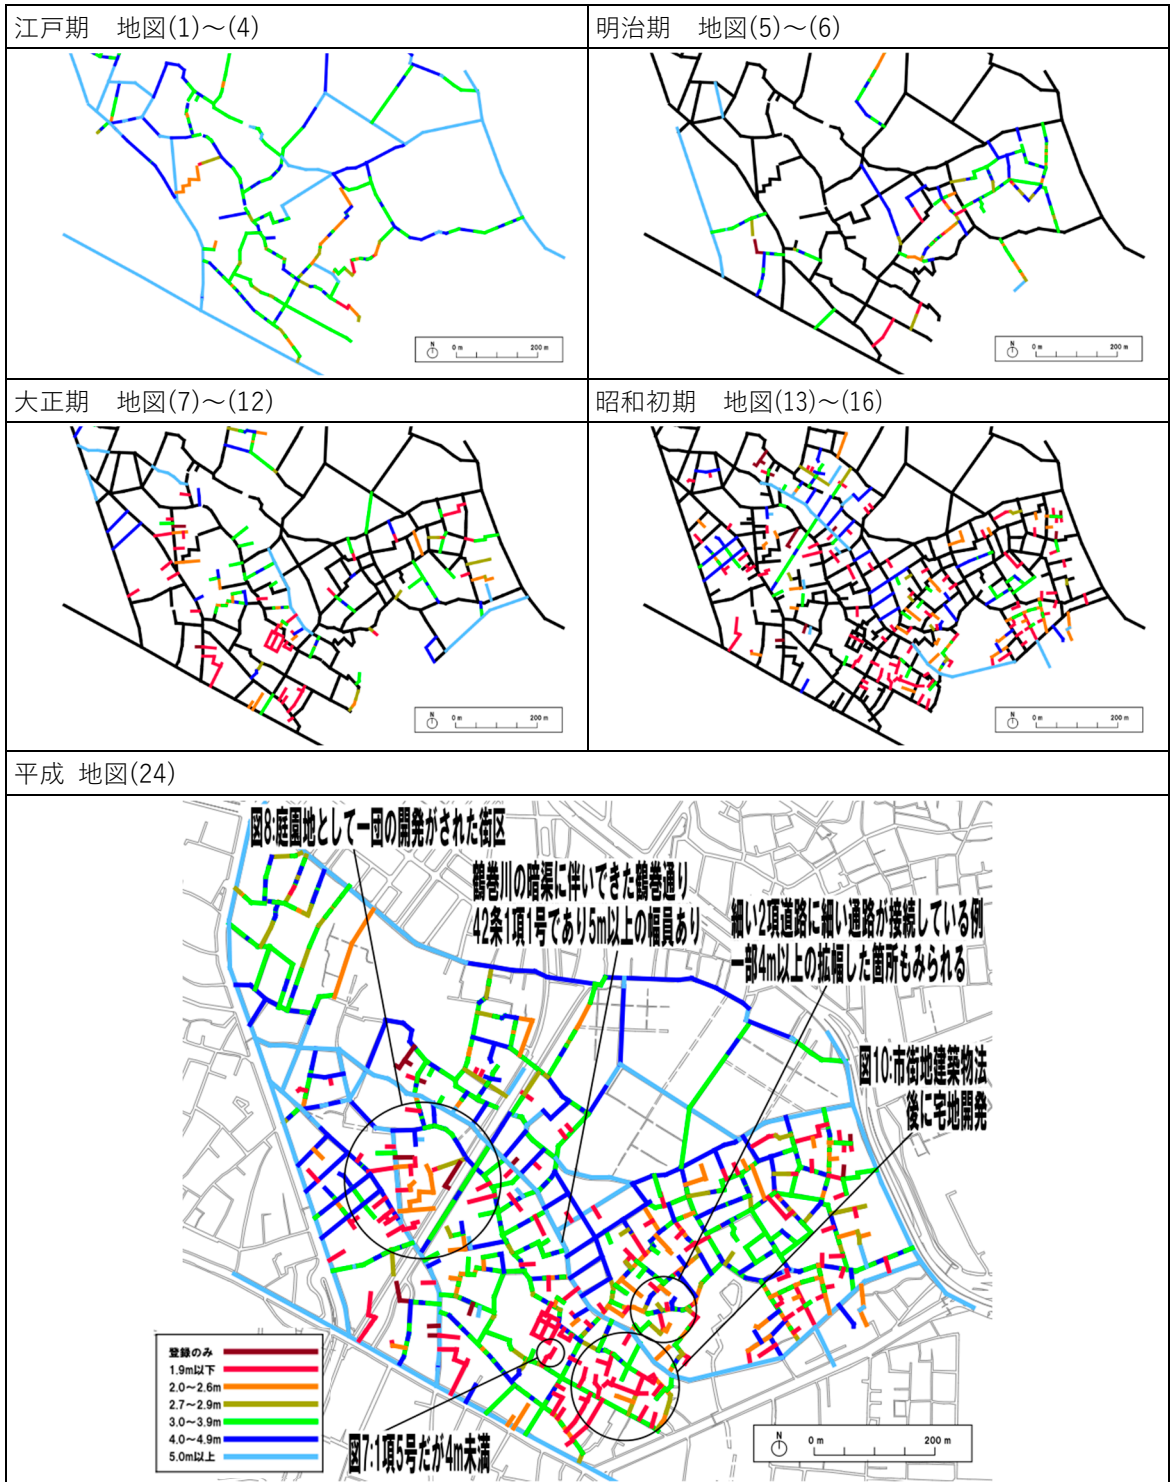 江戸期　地図(1)～(4)
明治期　地図(5)～(6)
N
0 m
200 m
N
0 m
200 m
大正期　地図(7)～(12)
昭和初期　地図(13)～(16)
N
0 m
200 m
N
0 m
200 m
平成 地図(24)
図8:庭園地として一団の開発がされた街区
鶴巻川の暗渠に伴いできた鶴巻通り
42条1項1号であり5m以上の幅員あり
細い2項道路に細い通路が接続している例
一部4m以上の拡幅した箇所もみられる
図10:市街地建築物法
後に宅地開発
登録のみ
1.9m以下
2.0～2.6m
2.7～2.9m
3.0～3.9m
4.0～4.9m
5.0m以上
図7:1項5号だが4m未満
N
0 m
200 m